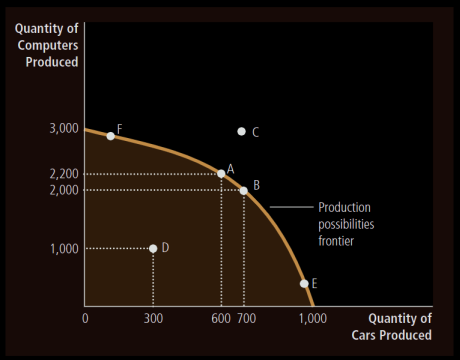 Quantity of
Computers
Produced
3,000
F
C
A
2,200
2,000
B
Production
possibilities
frontier
1,000
D
E
0
300
600
700
1,000
Quantity of
Cars Produced